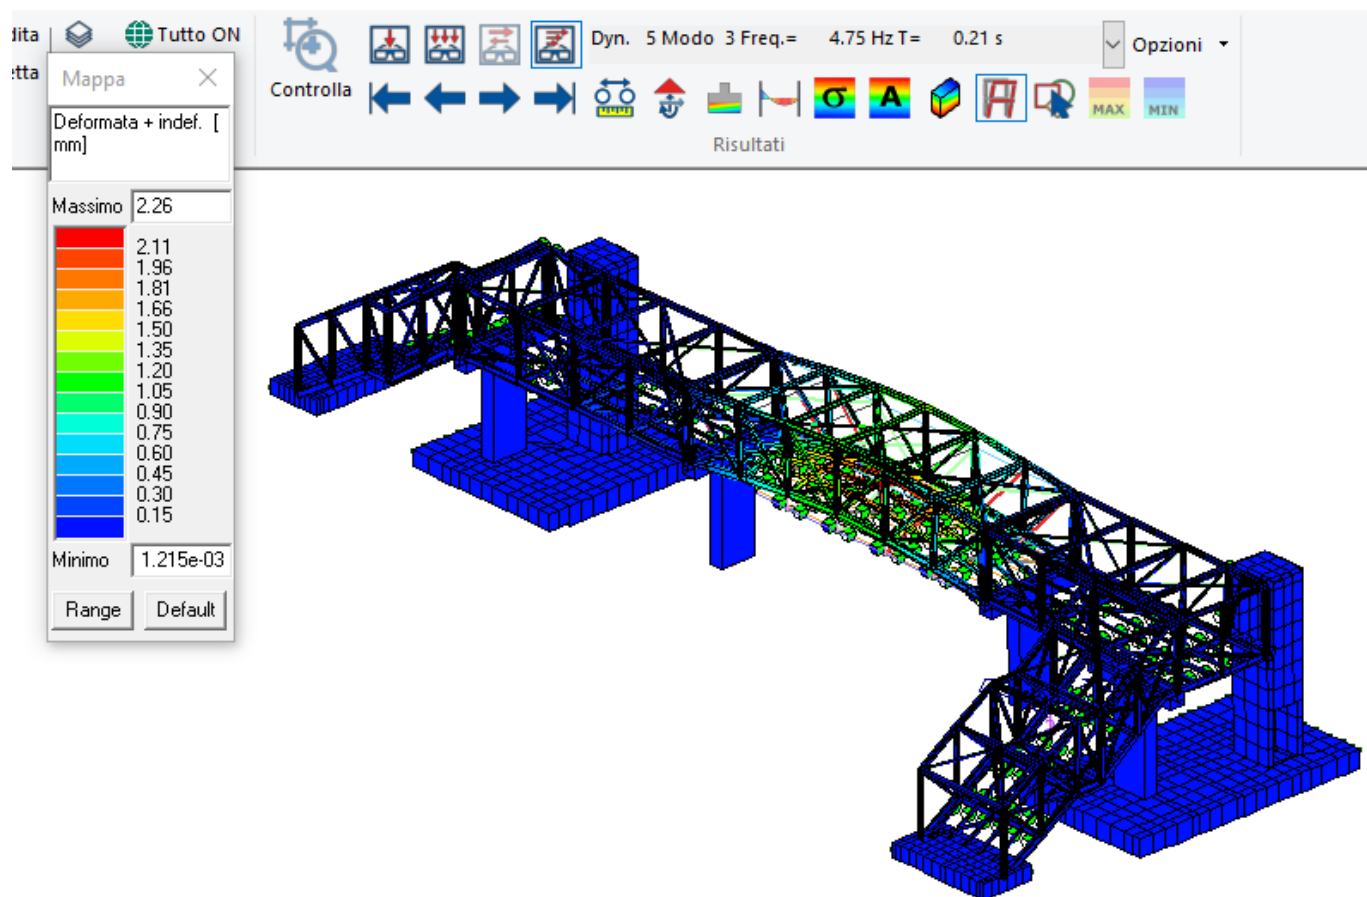 dita
Tutto ON
etta
Controlla
Dyn. 5 Modo 3 Freq.= 4.75 Hz T= 0.21 s
Opzioni
σ
A
MAX
MIN
Risultati
Mappa
Deformata + indef. [
mm]
Massimo 2.26
2.11
1.96
1.81
1.66
1.50
1.35
1.20
1.05
0.90
0.75
0.60
0.45
0.30
0.15
Minimo 1.215e-03
Range Default